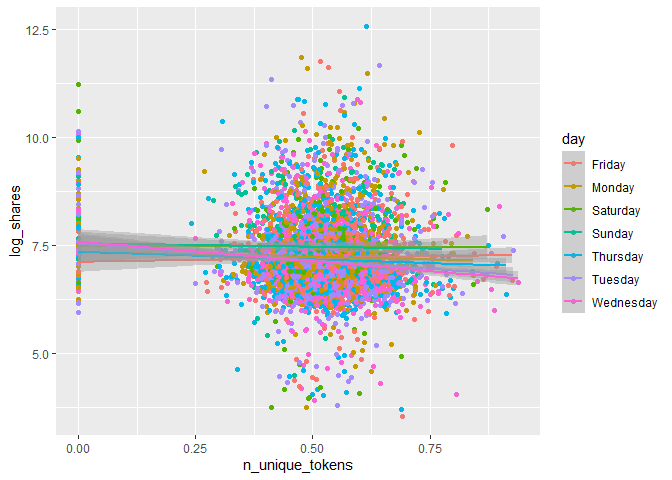 12.5
10.0
7.5
5.0
log_shares
0.00
0.25
0.50
0.75
n_unique_tokens
day
Friday
Monday
Saturday
Sunday
Thursday
Tuesday
Wednesday